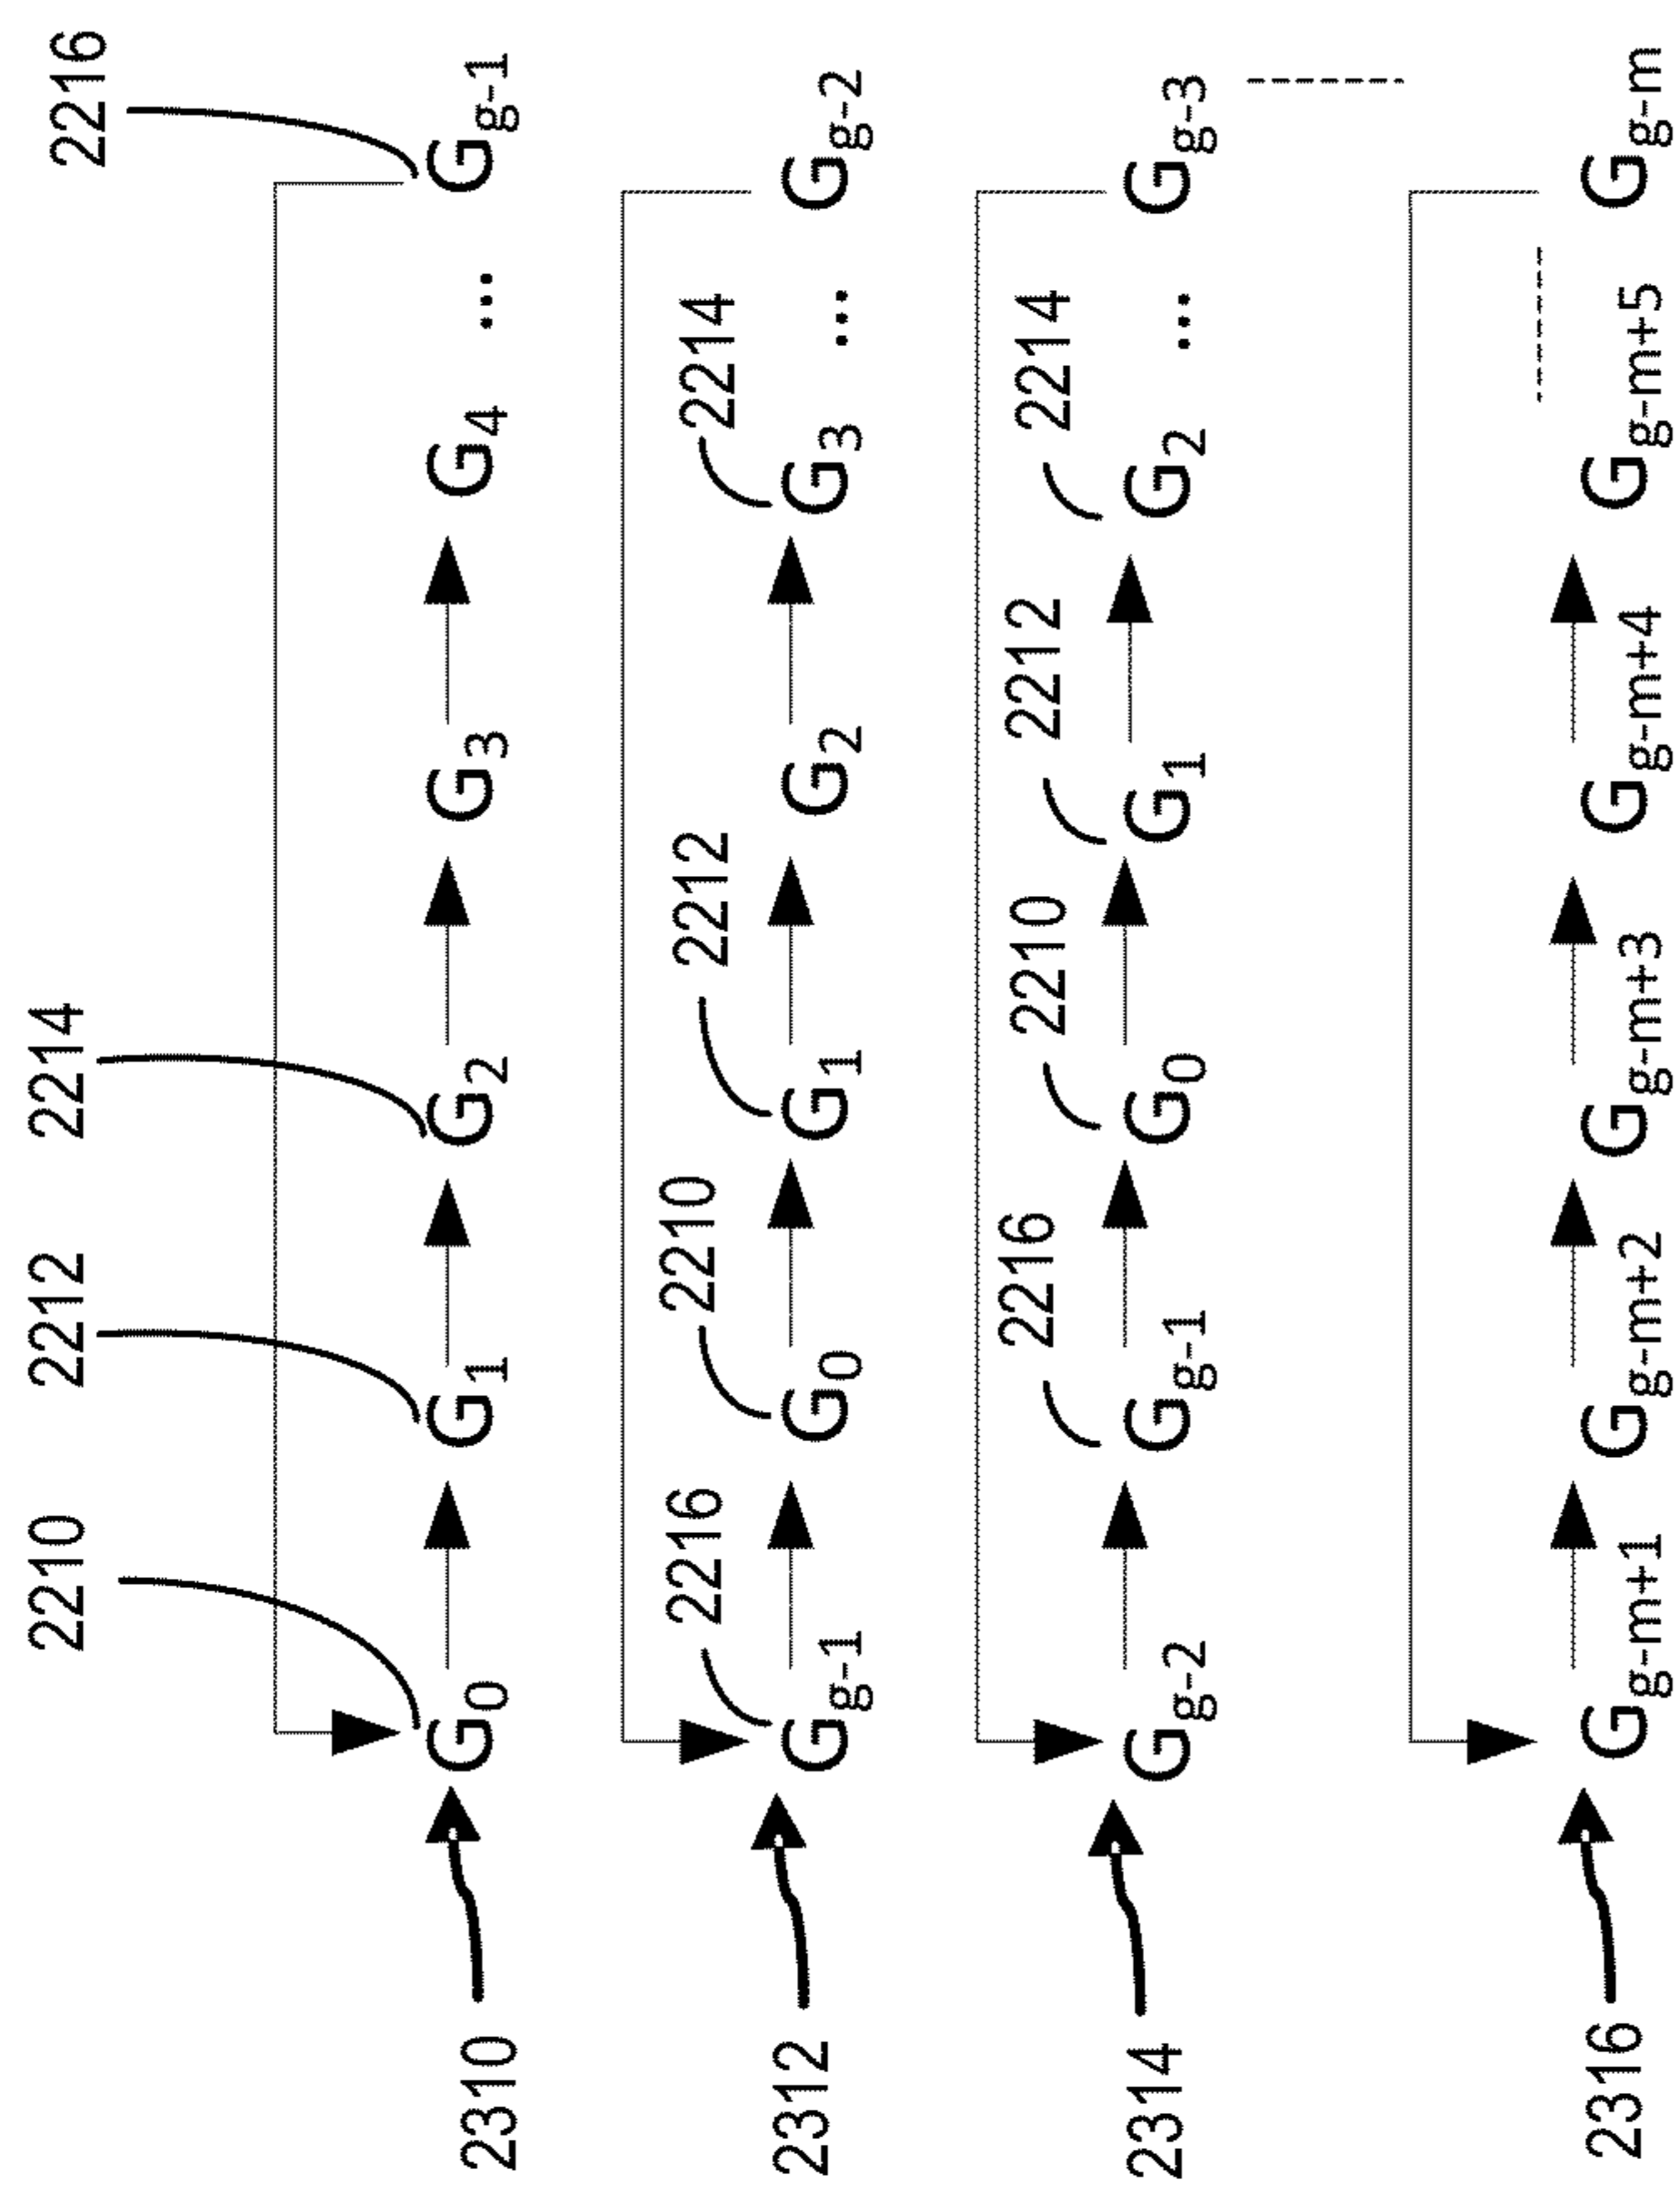 2216
2210 2212 2214
G0 G1 G2 G3 G4 ... Gg-1
2310
2216 2210 2212 2214
Gg-1 G0 G1 G2 G3 ... Gg-2
2312
2216 2210 2212 2214
Gg-2 Gg-1 G0 G1 G2 ... Gg-3
2314
Gg-m+1 Gg-m+2 Gg-m+3 Gg-m+4 Gg-m+5 Gg-m
2316